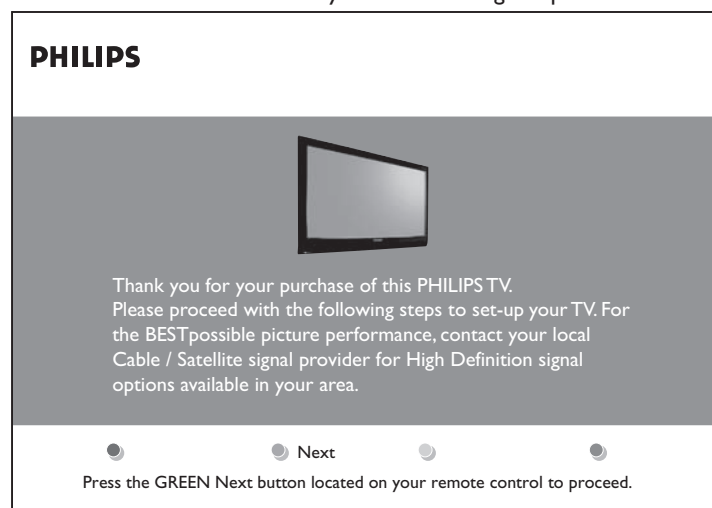 PHILIPS
Thank you for your purchase of this PHILIPS TV.
Please proceed with the following steps to set-up your TV. For
the BESTpossible picture performance, contact your local
Cable / Satellite signal provider for High Definition signal
options available in your area.
Next
Press the GREEN Next button located on your remote control to proceed.